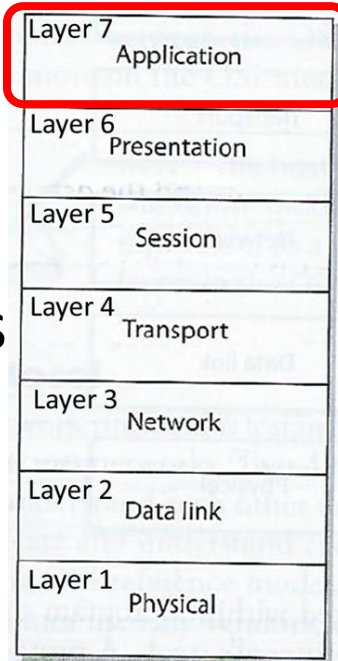 Layer 7
Application
Layer 6
Presentation
Layer 5
Session
s
Layer 4
Transport
Layer 3
Network
Layer 2
Data link
Layer 1
Physical